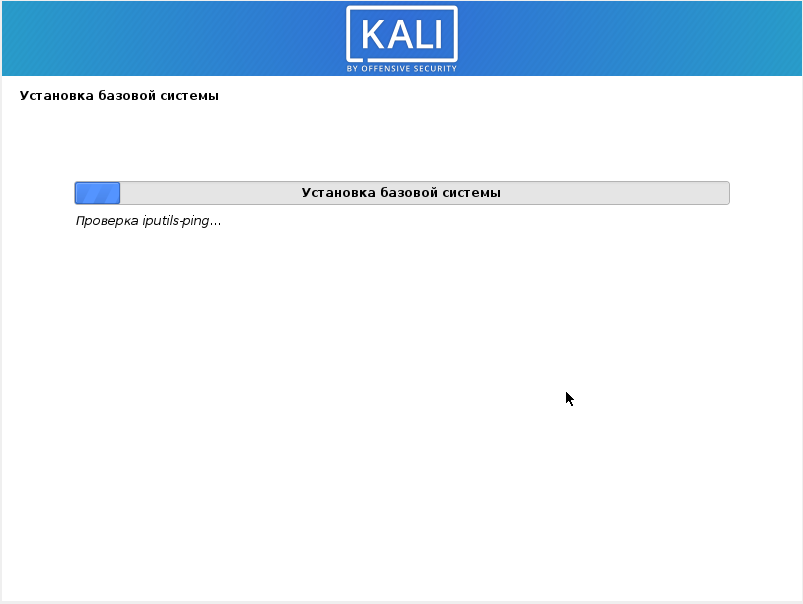 KALI
BY OFFENSIVE SECURITY
Установка базовой системы
Установка базовой системы
Проверка iputils-ping...